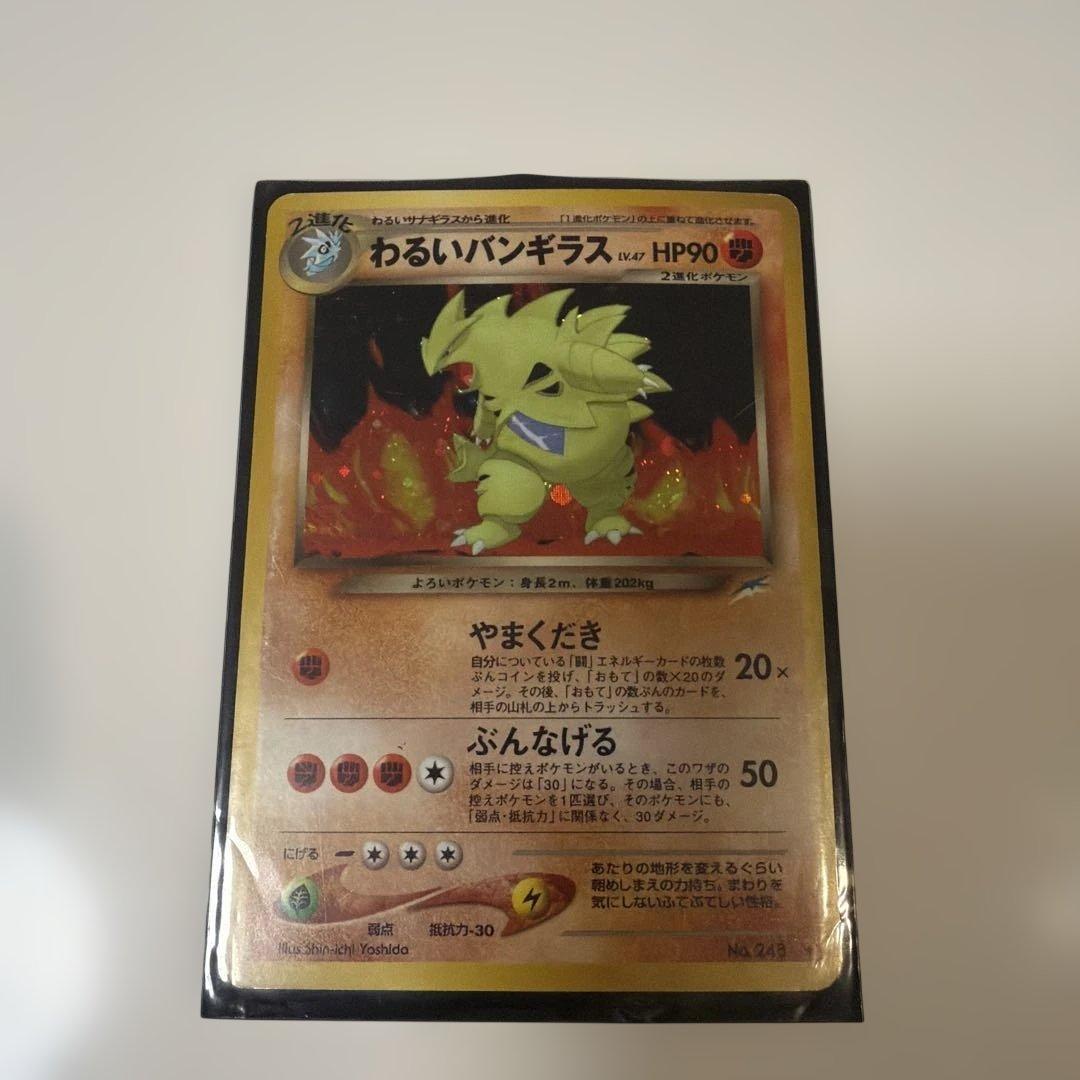 2進化
わるいサナギラスから進化
「1進化ポケモン」の上に重ねて進化させます。
わるいバンギラス LV.47 HP90
2進化ポケモン
よろいポケモン：身長2m、体重202kg
やまくだき
自分についている「闘」エネルギーカードの枚数
ぶんコインを投げ、「おもて」の数×20のダ
メージ。その後、「おもて」の数ぶんのカードを、
相手の山札の上からトラッシュする。
20×
ぶんなげる
相手に控えポケモンがいるとき、このワザの
ダメージは「30」になる。その場合、相手の
控えポケモンを1匹選び、そのポケモンにも、
「弱点・抵抗力」に関係なく、30ダメージ。
50
にげる
あたりの地形を変えるぐらい
朝めしまえの力持ち。まわりを
気にしないふてぶてしい性格。
弱点
抵抗力-30
Illus.Shin-ichi Yoshida
No.248